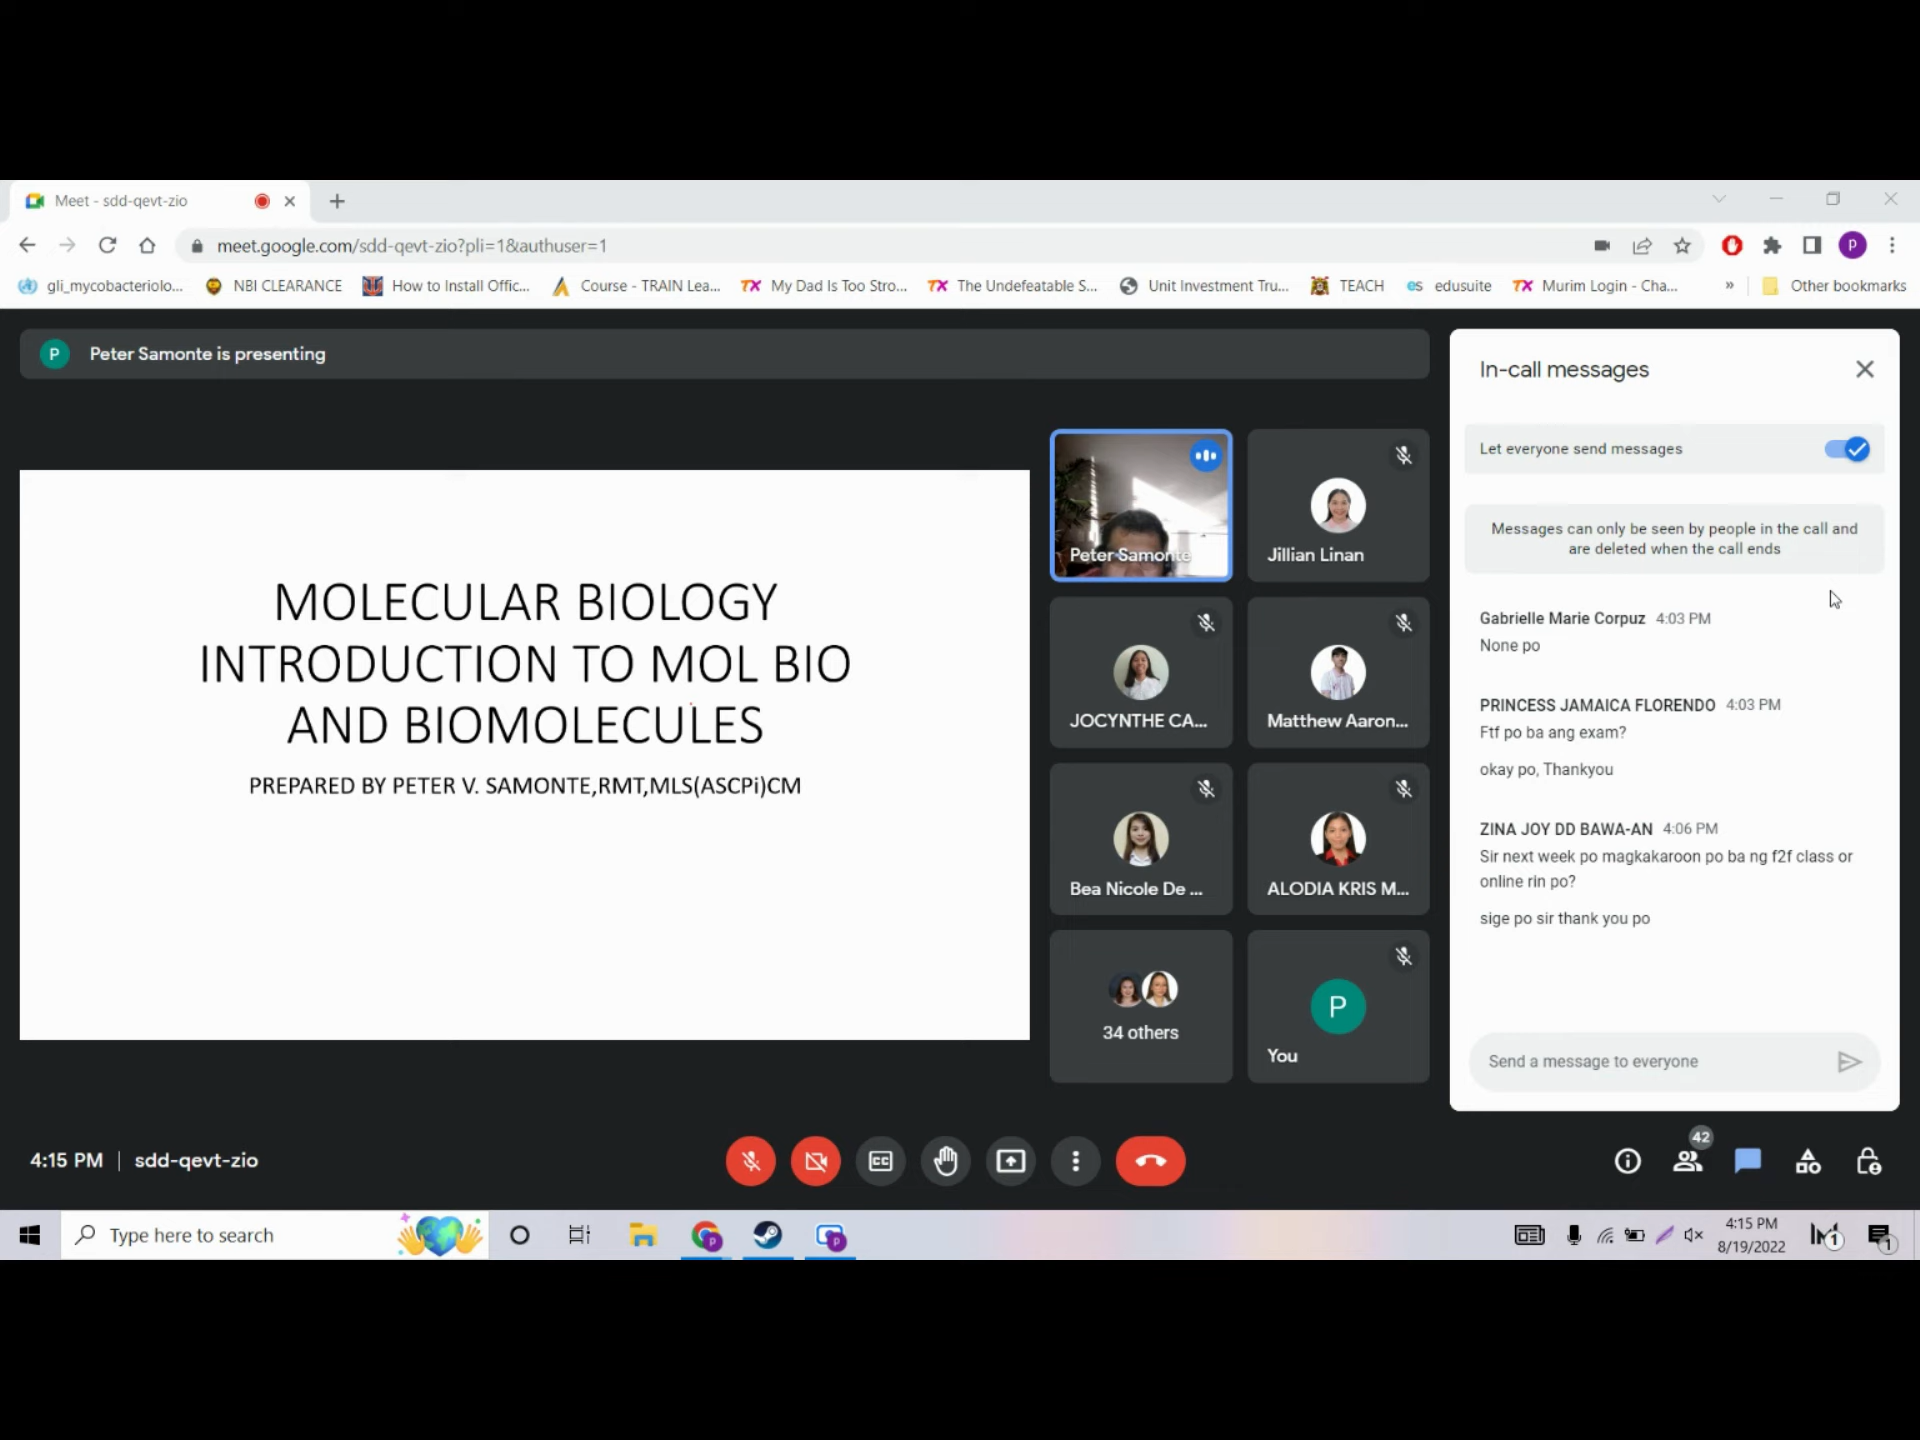 Meet - sdd-qevt-zio
meet.google.com/sdd-qevt-zio?pli=1&authuser=1
P
gli_mycobacteriolo...
NBI CLEARANCE
How to Install Offic...
Course - TRAIN Lea...
TX My Dad Is Too Stro...
TX The Undefeatable S...
Unit Investment Tru...
TEACH
es edusuite
TX Murim Login - Cha...
»
Other bookmarks
P Peter Samonte is presenting
MOLECULAR BIOLOGY
INTRODUCTION TO MOL BIO
AND BIOMOLECULES
PREPARED BY PETER V. SAMONTE,RMT,MLS(ASCPi)CM
Peter Samonte
Jillian Linan
JOCYNTHE CA...
Matthew Aaron...
Bea Nicole De ...
ALODIA KRIS M...
34 others
P
You
In-call messages
Let everyone send messages
Messages can only be seen by people in the call and
are deleted when the call ends
Gabrielle Marie Corpuz 4:03 PM
None po
PRINCESS JAMAICA FLORENDO 4:03 PM
Ftf po ba ang exam?
okay po, Thankyou
ZINA JOY DD BAWA-AN 4:06 PM
Sir next week po magkakaroon po ba ng f2f class or
online rin po?
sige po sir thank you po
Send a message to everyone
4:15 PM | sdd-qevt-zio
CC
42
Type here to search
P
P
4:15 PM
8/19/2022
1
1